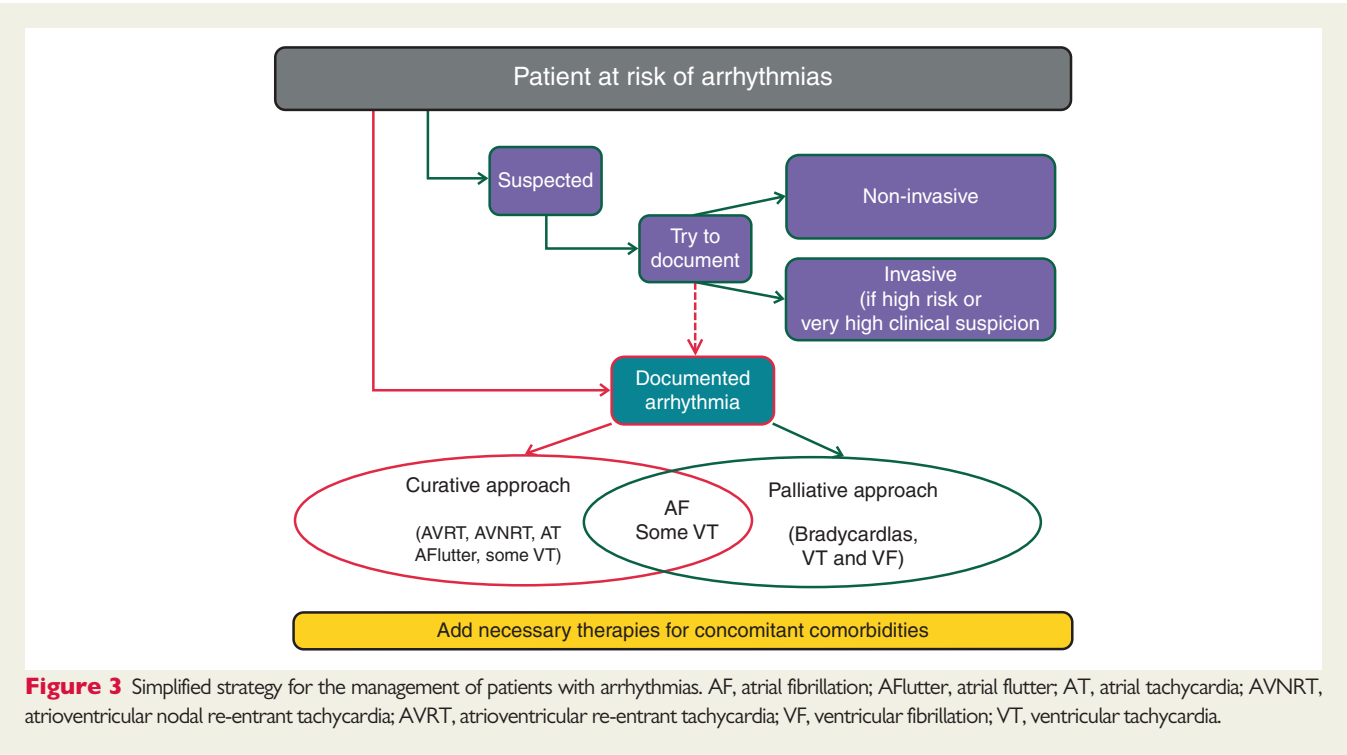 Patient at risk of arrhythmias
Suspected
Non-invasive
Try to
document
Invasive
(if high risk or
very high clinical suspicion
Documented
arrhythmia
Curative approach
(AVRT, AVNRT, AT
AFlutter, some VT)
AF
Some VT
Palliative approach
(Bradycardlas,
VT and VF)
Add necessary therapies for concomitant comorbidities
Figure 3 Simplified strategy for the management of patients with arrhythmias. AF, atrial fibrillation; AFlutter, atrial flutter; AT, atrial tachycardia; AVNRT,
atrioventricular nodal re-entrant tachycardia; AVRT, atrioventricular re-entrant tachycardia; VF, ventricular fibrillation; VT, ventricular tachycardia.